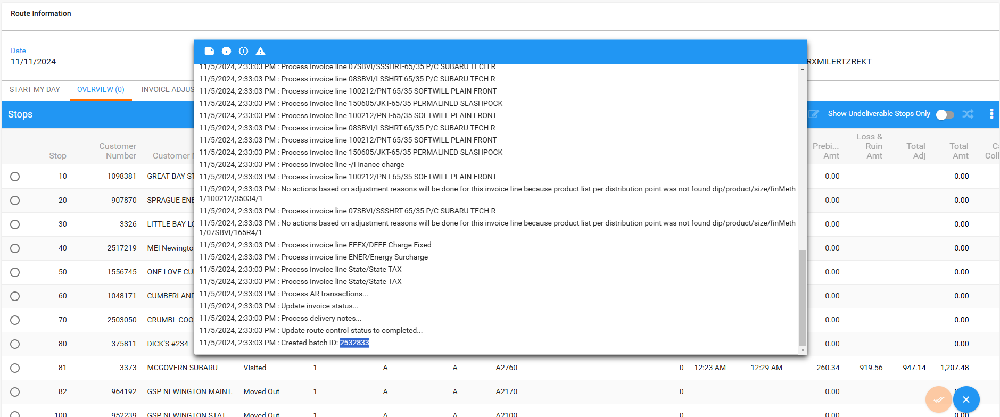 Route Information
Date
11/11/2024
RXMILERTZREKT
START MY DAY OVERVIEW (0) INVOICE ADJUS
Stops
Show Undeliverable Stops Only
Stop
Customer
Number
Customer
Prebi...
Amt
Loss &
Ruin
Amt
Total
Adj
Total
Amt
Coll
11/5/2024, 2:33:03 PM : Process invoice line 07SBVI/SSSHRT-65/35 P/C SUBARU TECH R
11/5/2024, 2:33:03 PM : Process invoice line 08SBVI/LSSHRT-65/35 P/C SUBARU TECH R
11/5/2024, 2:33:03 PM : Process invoice line 100212/PNT-65/35 SOFTWILL PLAIN FRONT
11/5/2024, 2:33:03 PM : Process invoice line 150605/JKT-65/35 PERMALINED SLASHPOCK
11/5/2024, 2:33:03 PM : Process invoice line 100212/PNT-65/35 SOFTWILL PLAIN FRONT
11/5/2024, 2:33:03 PM : Process invoice line 08SBVI/LSSHRT-65/35 P/C SUBARU TECH R
11/5/2024, 2:33:03 PM : Process invoice line 100212/PNT-65/35 SOFTWILL PLAIN FRONT
11/5/2024, 2:33:03 PM : Process invoice line 150605/JKT-65/35 PERMALINED SLASHPOCK
11/5/2024, 2:33:03 PM : Process invoice line -/Finance charge
11/5/2024, 2:33:03 PM : Process invoice line 100212/PNT-65/35 SOFTWILL PLAIN FRONT
11/5/2024, 2:33:03 PM : No actions based on adjustment reasons will be done for this invoice line because product list per distribution point was not found dip/product/size/finMeth
1/100212/35034/1
11/5/2024, 2:33:03 PM : Process invoice line 07SBVI/SSSHRT-65/35 P/C SUBARU TECH R
11/5/2024, 2:33:03 PM : No actions based on adjustment reasons will be done for this invoice line because product list per distribution point was not found dip/product/size/finMeth
1/07SBVI/165R4/1
11/5/2024, 2:33:03 PM : Process invoice line EEFX/DEFE Charge Fixed
11/5/2024, 2:33:03 PM : Process invoice line ENER/Energy Surcharge
11/5/2024, 2:33:03 PM : Process invoice line State/State TAX
11/5/2024, 2:33:03 PM : Process invoice line State/State TAX
11/5/2024, 2:33:03 PM : Process AR transactions...
11/5/2024, 2:33:03 PM : Update invoice status...
11/5/2024, 2:33:03 PM : Process delivery notes...
11/5/2024, 2:33:03 PM : Update route control status to completed...
11/5/2024, 2:33:03 PM : Created batch ID: 2532833
10 1098381 GREAT BAY ST 0.00 0.00
20 907870 SPRAGUE ENE 0.00 0.00
30 3326 LITTLE BAY LO 0.00 0.00
40 2517219 MEI Newington 0.00 0.00
50 1556745 ONE LOVE CUI 0.00 0.00
60 1048171 CUMBERLAND 0.00 0.00
70 2503050 CRUMBL COO 0.00 0.00
80 375811 DICK'S #234 0.00 0.00
81 3373 MCGOVERN SUBARU Visited 1 A A A2760 0 12:23 AM 12:29 AM 260.34 919.56 947.14 1,207.48
82 964192 GSP NEWINGTON MAINT. Moved Out 1 A A A2170 0 0.00
100 952239 GSP NEWINGTON STAT Moved Out 1 A A A2100 0 0.00 0.00